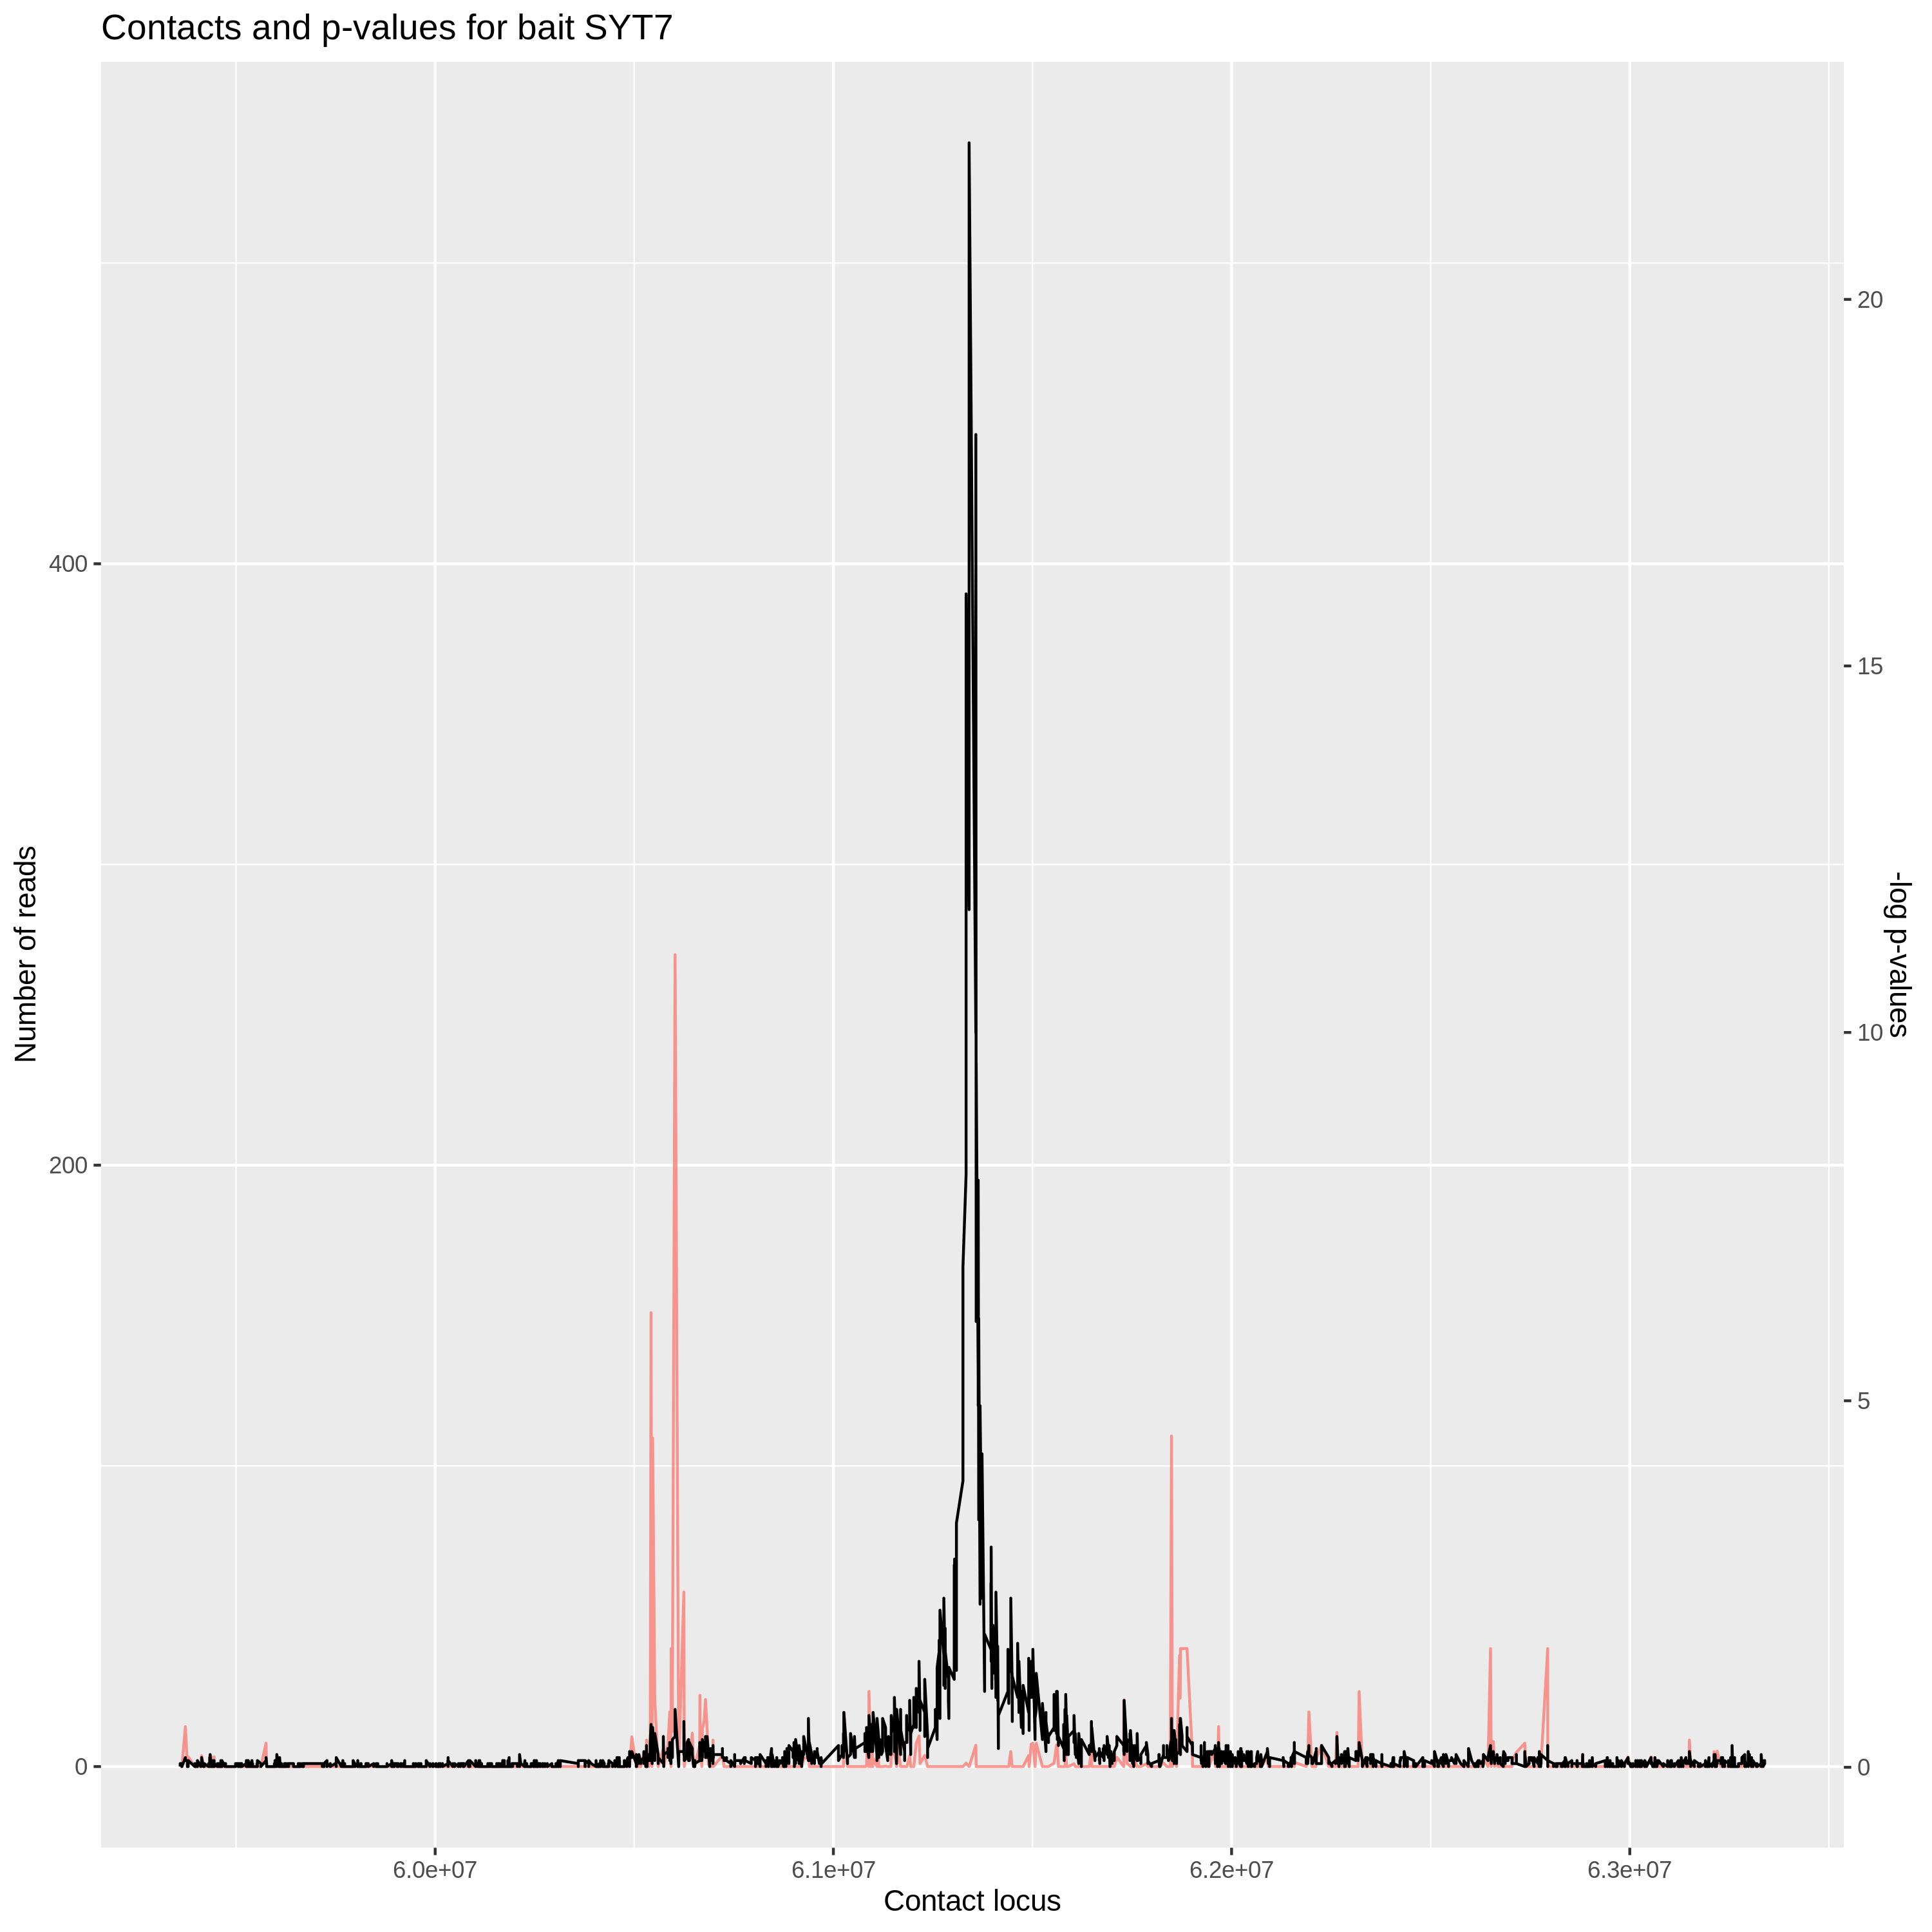 Contacts and p-values for bait SYT7
Number of reads
400
200
0
20
15
10
5
0
-log p-values
6.0e+07
6.1e+07
6.2e+07
6.3e+07
Contact locus